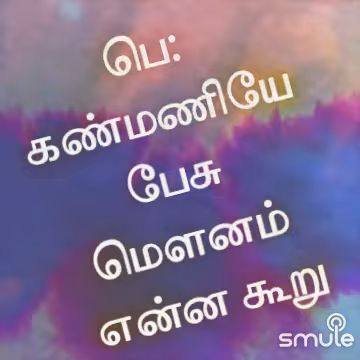 பெ:
கண்மணியே
பேசு
மௌனம்
என்ன கூறு
smule